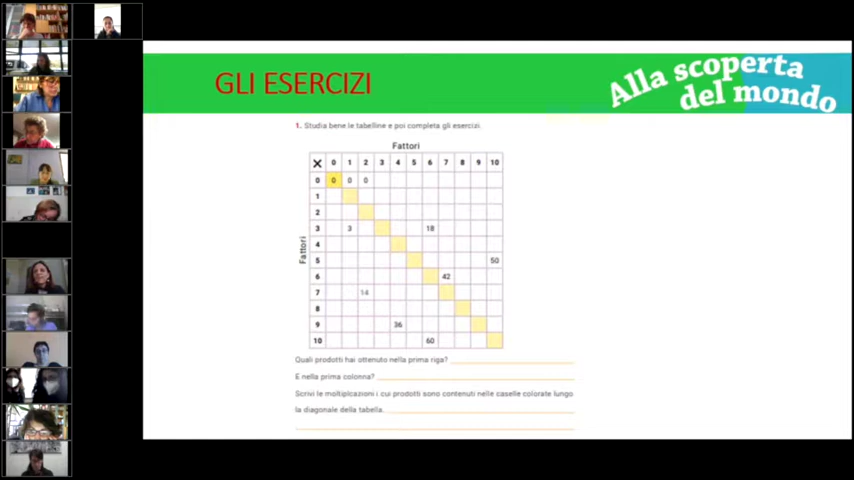 GLI ESERCIZI
Alla scoperta
del mondo
1. Studia bene le tabelline e poi completa gli esercizi.
Fattori
× 0 1 2 3 4 5 6 7 8 9 10
Fattori
0 0 0 0
1
2
3 3 18
4
5 50
6 42
7 14
8
9 36
10 60
Quali prodotti hai ottenuto nella prima riga?
E nella prima colonna?
Scrivi le moltiplicazioni i cui prodotti sono contenuti nelle caselle colorate lungo
la diagonale della tabella.